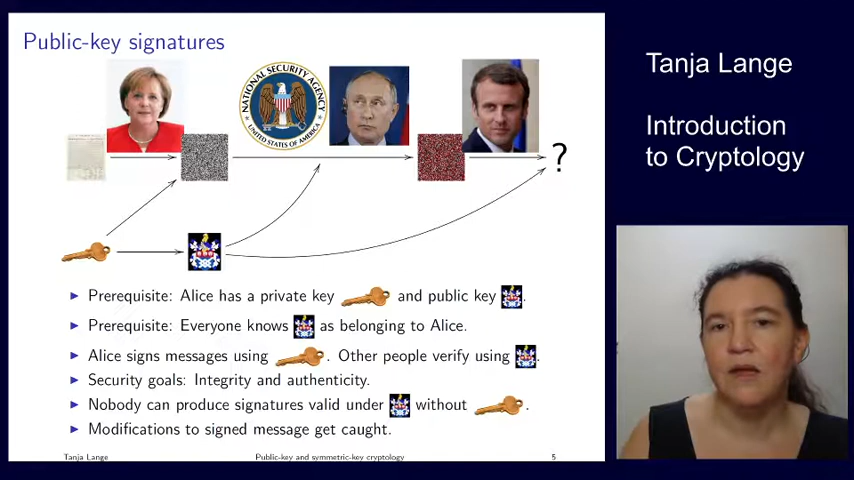 Public-key signatures
NATIONAL SECURITY AGENCY
UNITED STATES OF AMERICA
?
Prerequisite: Alice has a private key and public key .
Prerequisite: Everyone knows as belonging to Alice.
Alice signs messages using . Other people verify using .
Security goals: Integrity and authenticity.
Nobody can produce signatures valid under without .
Modifications to signed message get caught.
Tanja Lange Public-key and symmetric-key cryptology 5
Tanja Lange
Introduction
to Cryptology